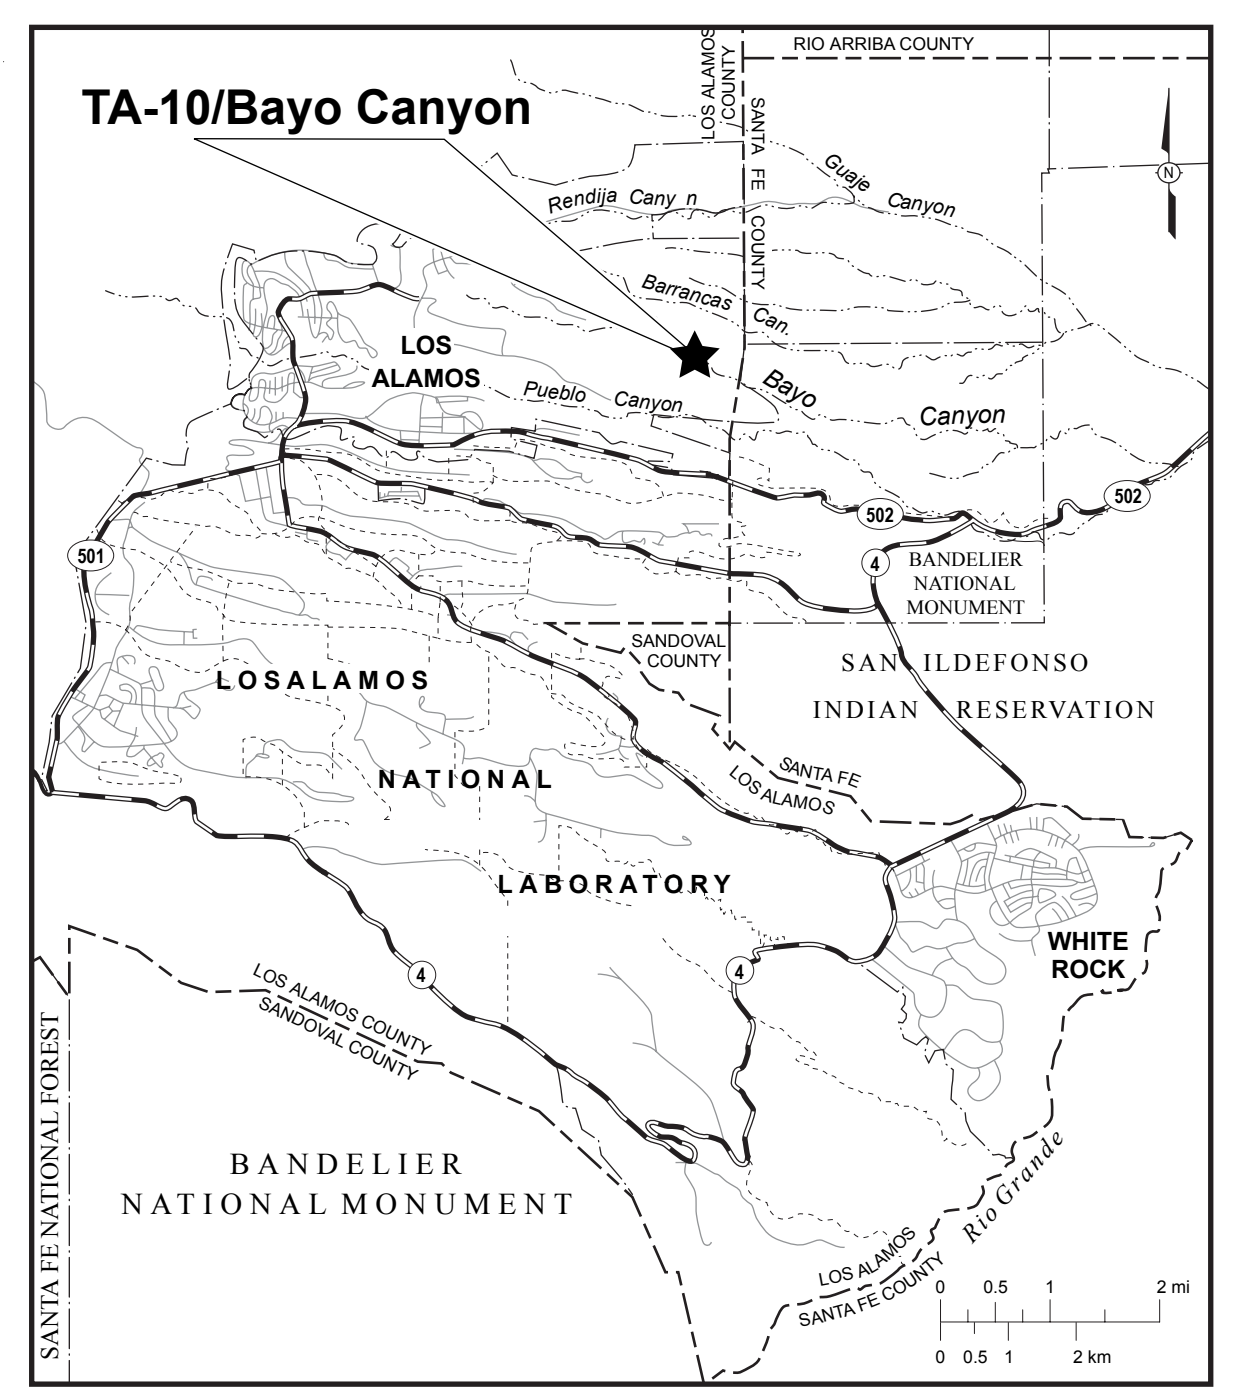 RIO ARRIBA COUNTY
LOS ALAMOS
COUNTY
SANTA FE COUNTY
TA-10/Bayo Canyon
N
Guaje Canyon
Rendija Cany n
Barrancas Can.
LOS
ALAMOS
Pueblo Canyon
Bayo Canyon
502
502
501
4
BANDELIER
NATIONAL
MONUMENT
SANDOVAL
COUNTY
SAN ILDEFONSO
INDIAN RESERVATION
LOSALAMOS
NATIONAL
LABORATORY
SANTA FE
LOS ALAMOS
WHITE
ROCK
4
4
LOS ALAMOS COUNTY
SANDOVAL COUNTY
SANTA FE NATIONAL FOREST
BANDELIER
NATIONAL MONUMENT
Rio Grande
LOS ALAMOS
SANTA FE COUNTY
0 0.5 1 2 mi
0 0.5 1 2 km